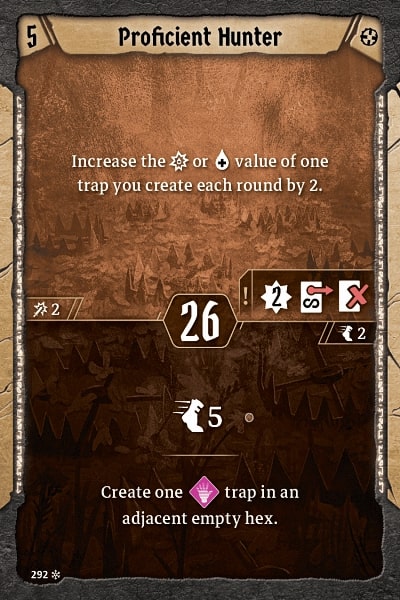 5 Proficient Hunter
Increase the or value of one
trap you create each round by 2.
! 2
2 26
2
5
Create one trap in an
adjacent empty hex.
292